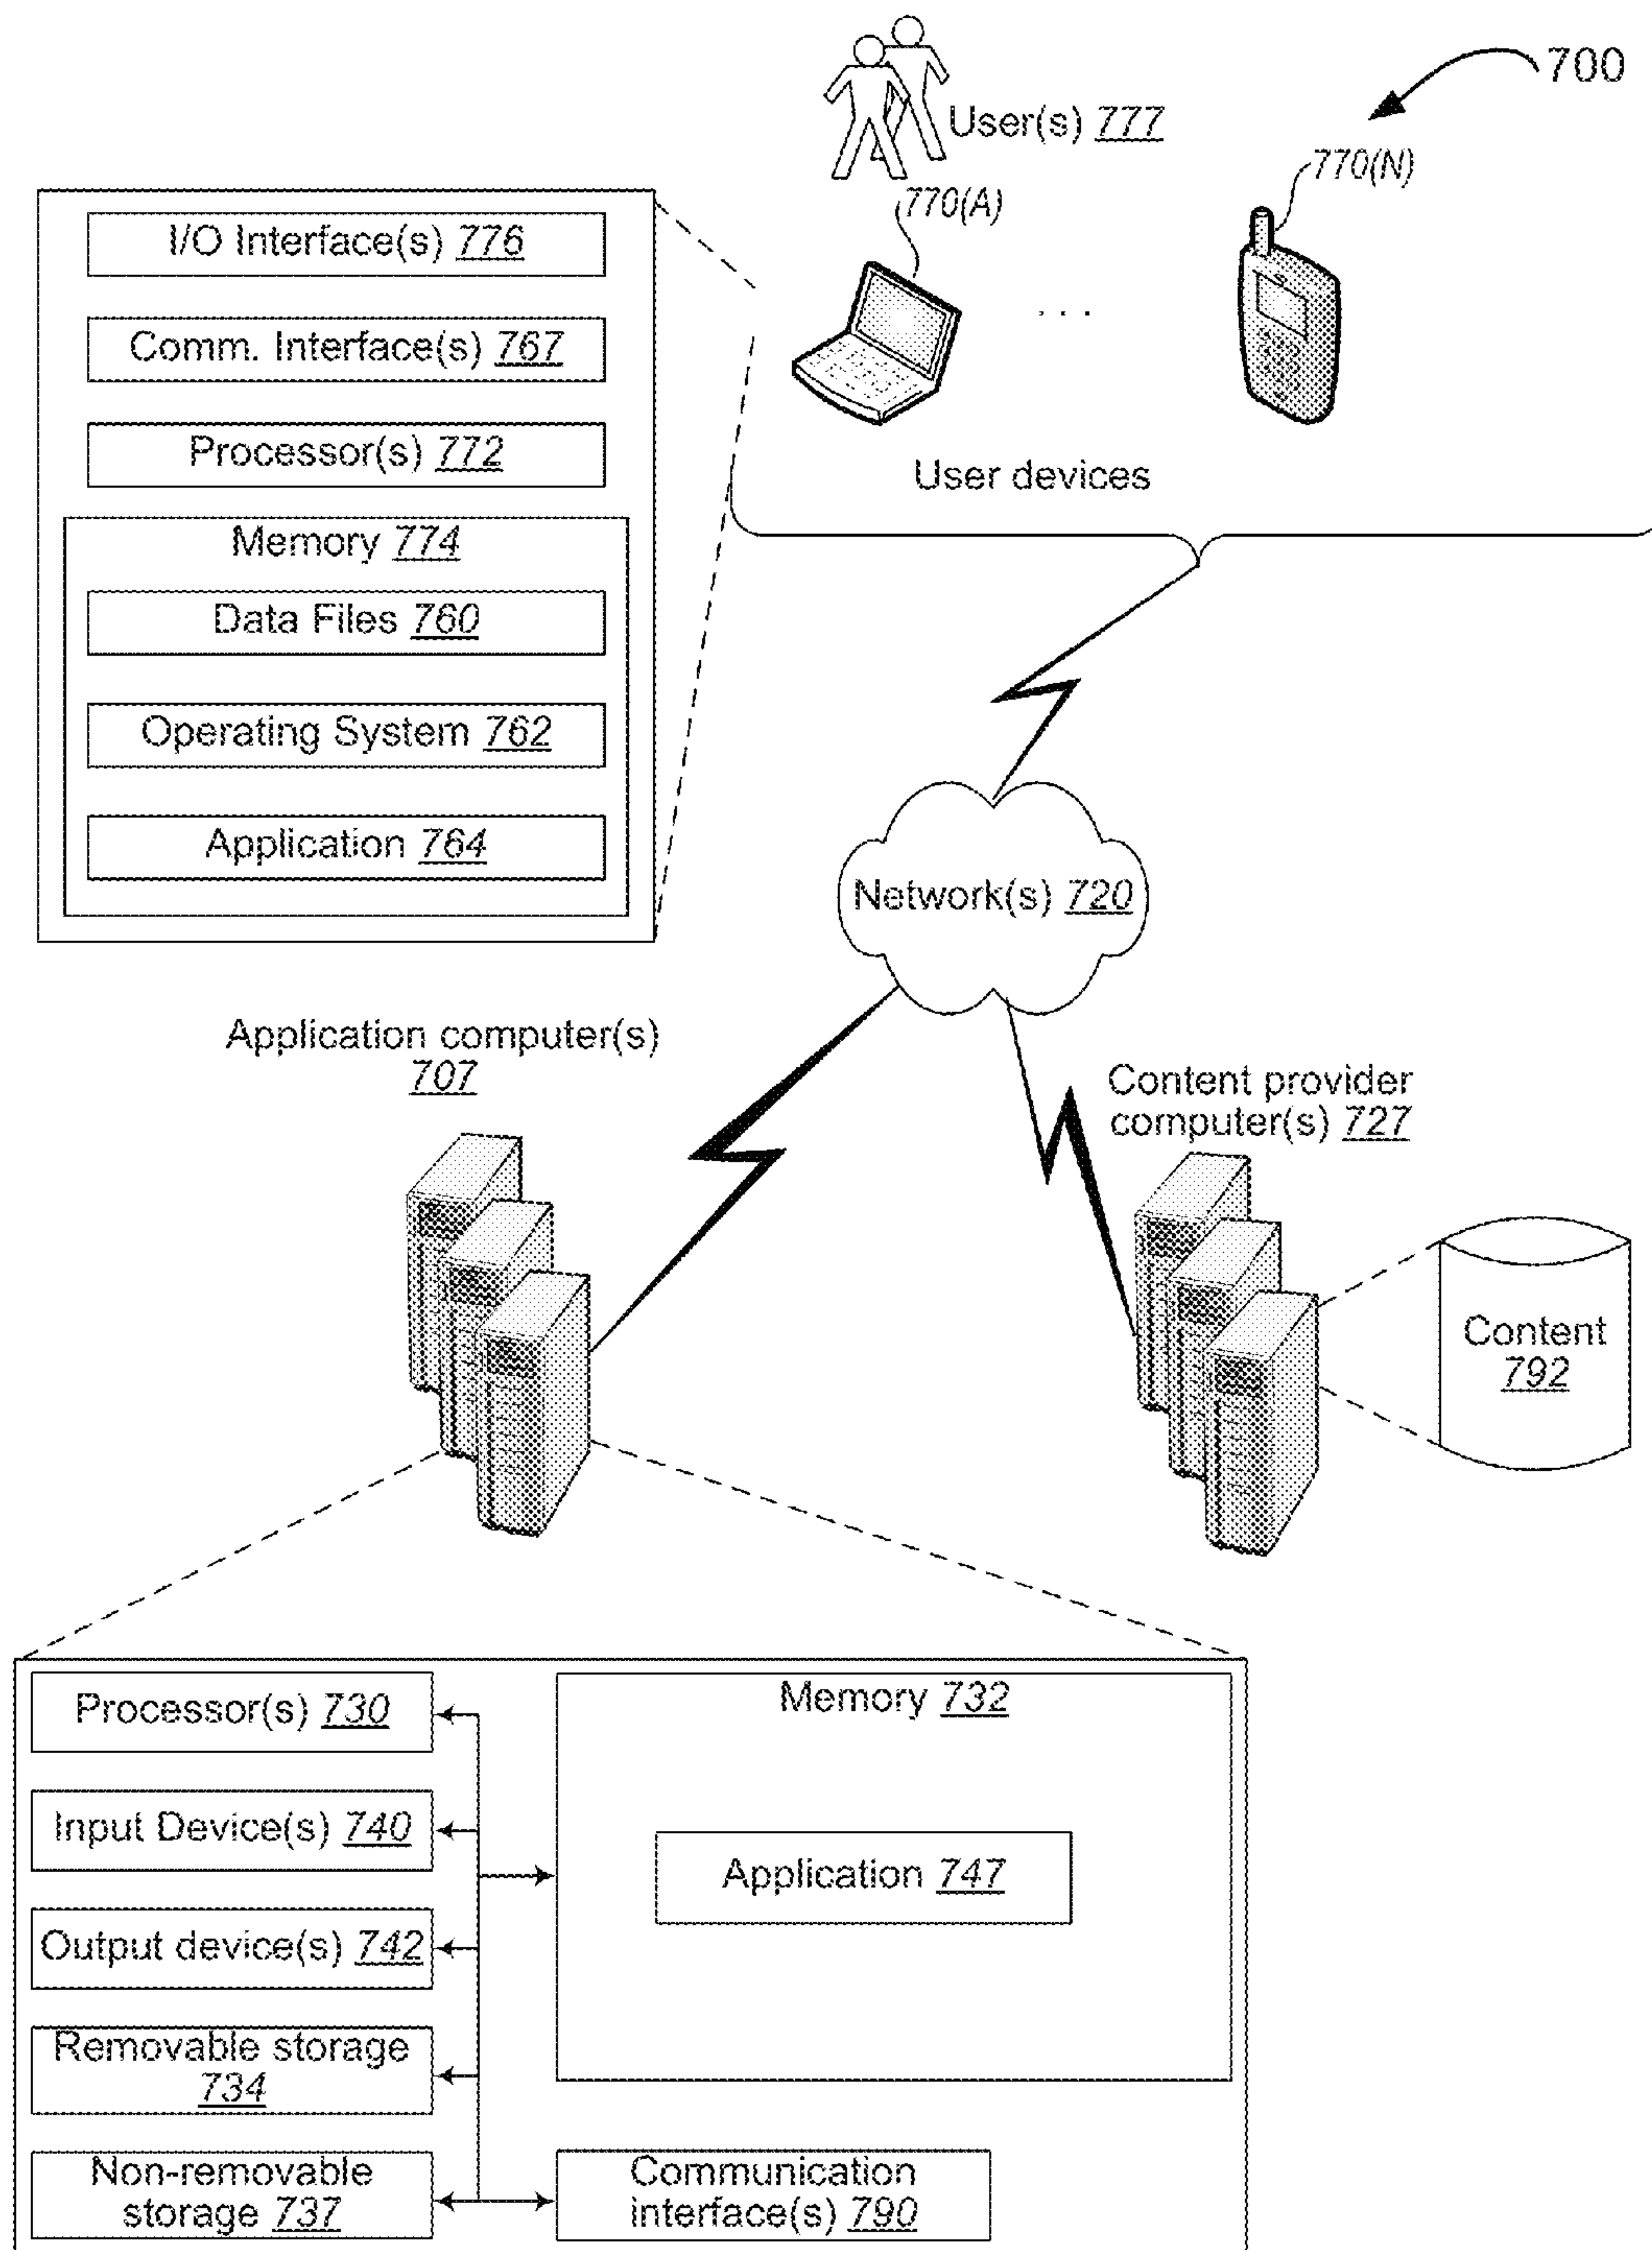 700
User(s) 777
770(A)
770(N)
I/O Interface(s) 776
Comm. Interface(s) 767
Processor(s) 772
Memory 774
Data Files 760
Operating System 762
Application 764
. . .
User devices
Network(s) 720
Application computer(s)
707
Content provider
computer(s) 727
Content
792
Processor(s) 730
Input Device(s) 740
Output device(s) 742
Removable storage
734
Non-removable
storage 737
Memory 732
Application 747
Communication
interface(s) 790